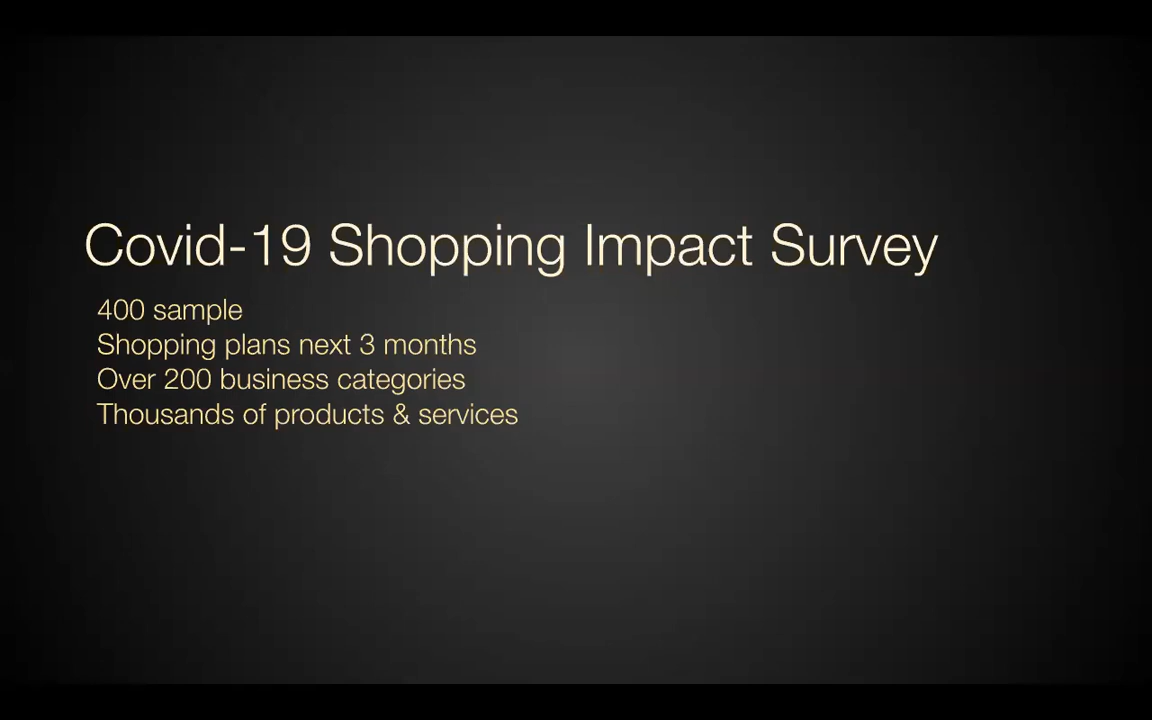 Covid-19 Shopping Impact Survey
400 sample
Shopping plans next 3 months
Over 200 business categories
Thousands of products & services